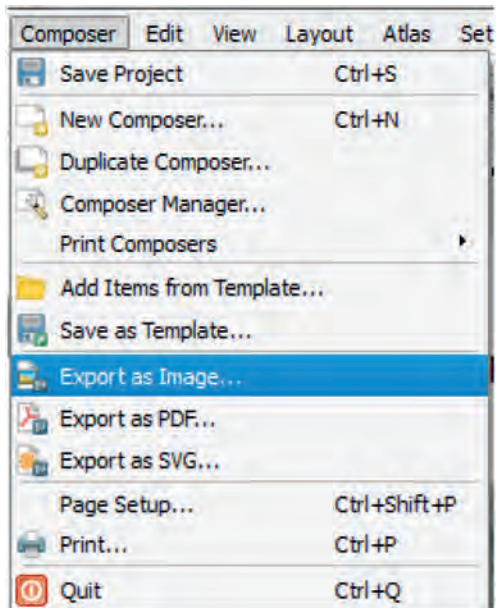 Composer Edit View Layout Atlas Set
Save Project Ctrl+S
New Composer... Ctrl+N
Duplicate Composer...
Composer Manager...
Print Composers
Add Items from Template...
Save as Template...
Export as Image...
Export as PDF...
Export as SVG...
Page Setup... Ctrl+Shift+P
Print... Ctrl+P
Quit Ctrl+Q